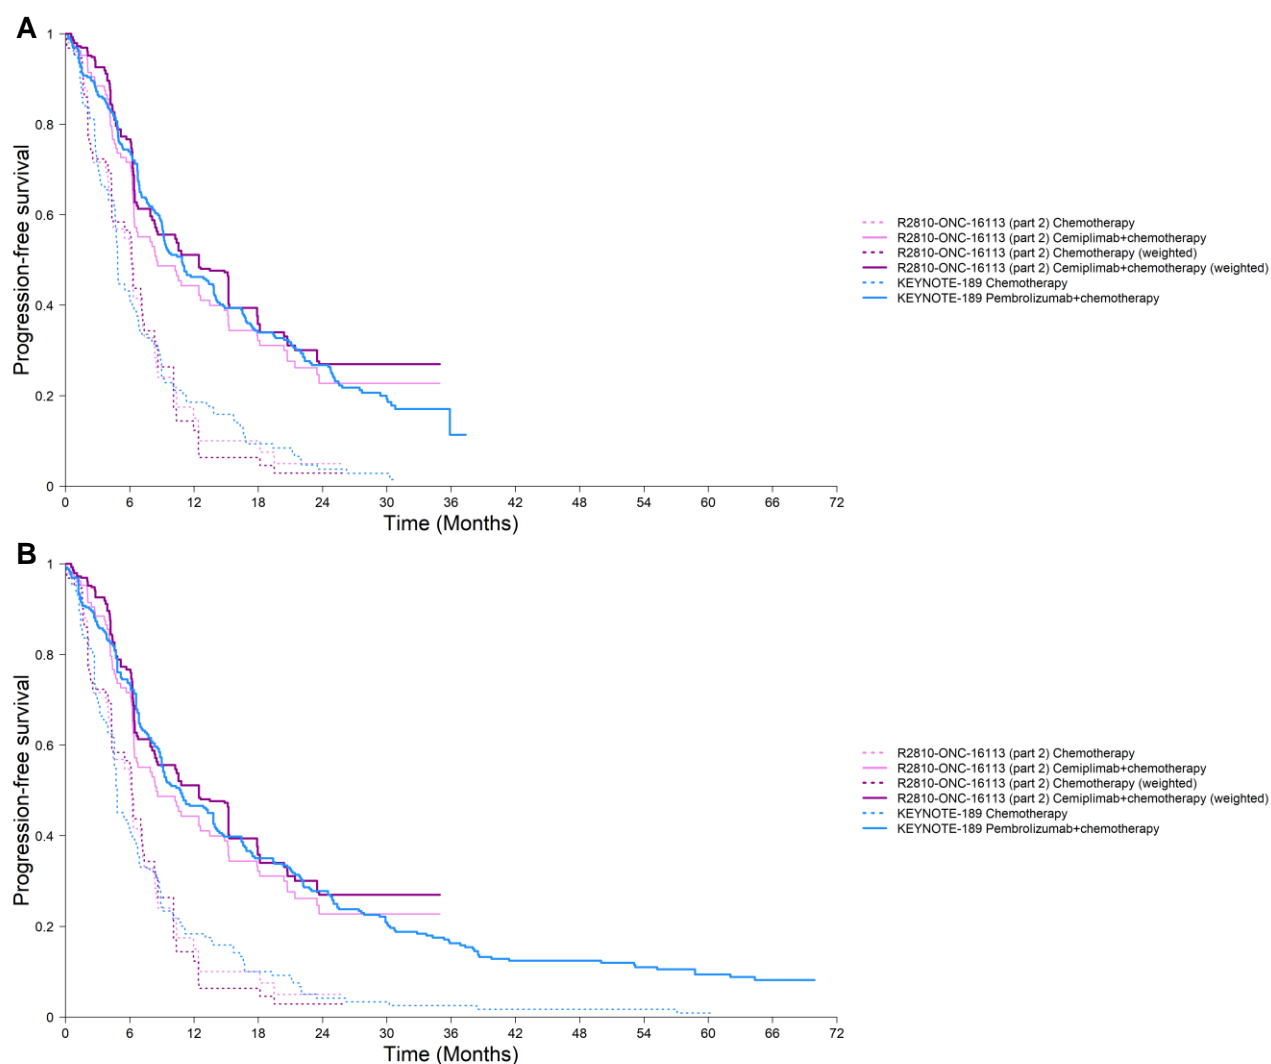 A
1
0.8
0.6
0.4
0.2
0
Progression-free survival
0 6 12 18 24 30 36 42 48 54 60 66 72
Time (Months)
R2810-ONC-16113 (part 2) Chemotherapy
R2810-ONC-16113 (part 2) Cemiplimab+chemotherapy
R2810-ONC-16113 (part 2) Chemotherapy (weighted)
R2810-ONC-16113 (part 2) Cemiplimab+chemotherapy (weighted)
KEYNOTE-189 Chemotherapy
KEYNOTE-189 Pembrolizumab+chemotherapy
B
1
0.8
0.6
0.4
0.2
0
Progression-free survival
0 6 12 18 24 30 36 42 48 54 60 66 72
Time (Months)
R2810-ONC-16113 (part 2) Chemotherapy
R2810-ONC-16113 (part 2) Cemiplimab+chemotherapy
R2810-ONC-16113 (part 2) Chemotherapy (weighted)
R2810-ONC-16113 (part 2) Cemiplimab+chemotherapy (weighted)
KEYNOTE-189 Chemotherapy
KEYNOTE-189 Pembrolizumab+chemotherapy